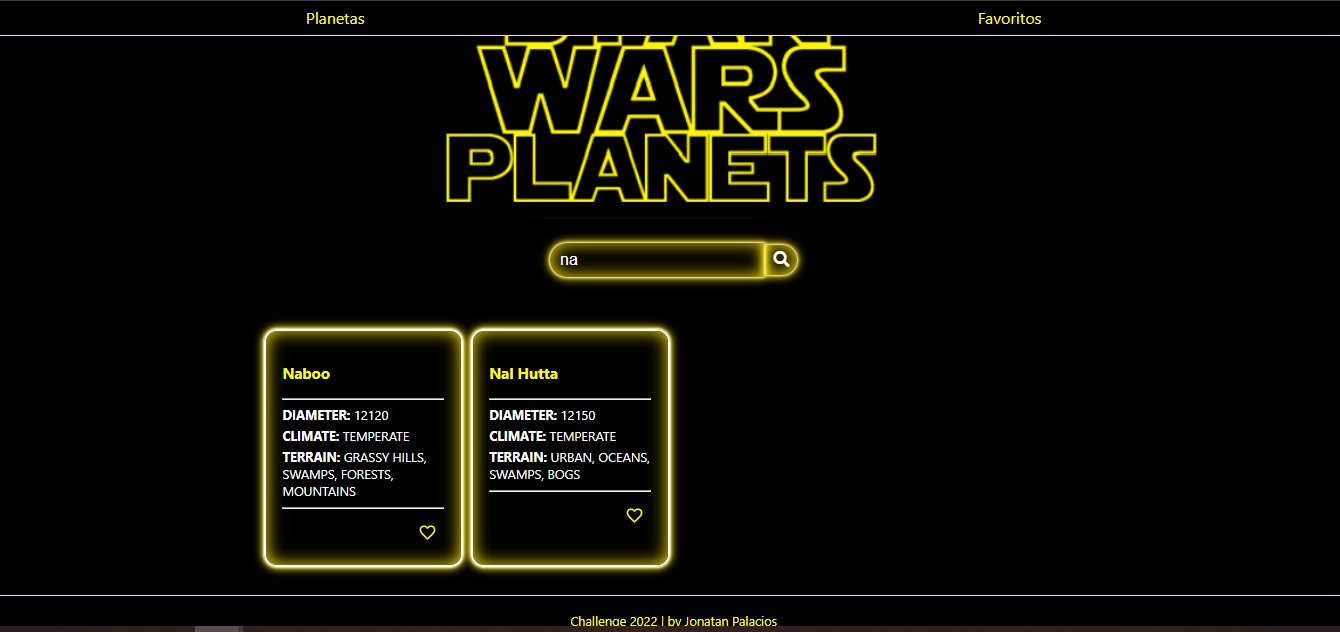 Planetas
Favoritos
STAR
WARS
PLANETS
na
Naboo
DIAMETER: 12120
CLIMATE: TEMPERATE
TERRAIN: GRASSY HILLS,
SWAMPS, FORESTS,
MOUNTAINS
Nal Hutta
DIAMETER: 12150
CLIMATE: TEMPERATE
TERRAIN: URBAN, OCEANS,
SWAMPS, BOGS
Challenge 2022 | by Jonatan Palacios